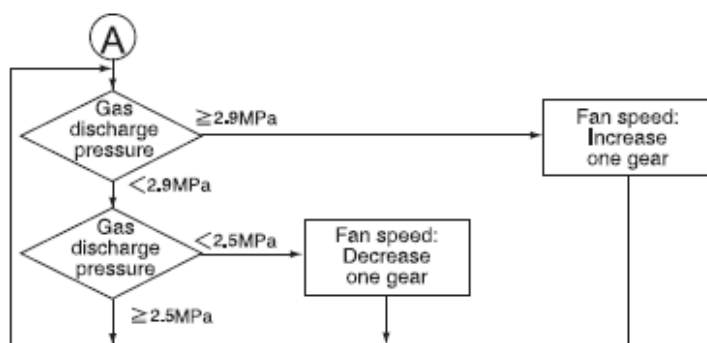 A
Gas
discharge
pressure
≧2.9MPa
Fan speed:
Increase
one gear
<2.9MPa
Gas
discharge
pressure
<2.5MPa
Fan speed:
Decrease
one gear
≧2.5MPa